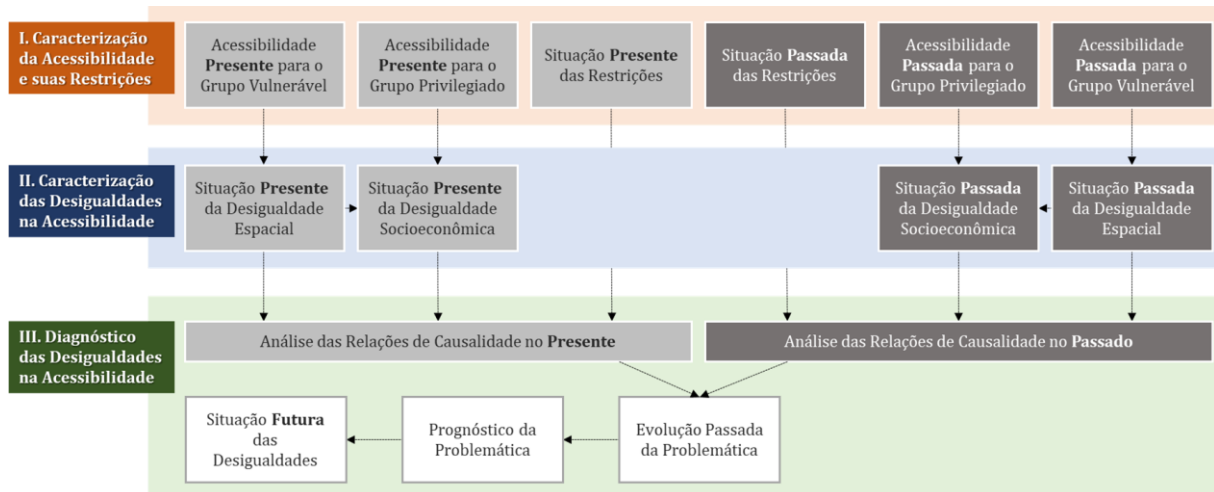 I. Caracterização
da Acessibilidade
e suas Restrições
Acessibilidade
Presente para o
Grupo Vulnerável
Acessibilidade
Presente para o
Grupo Privilegiado
Situação Presente
das Restrições
Situação Passada
das Restrições
Acessibilidade
Passada para o
Grupo Privilegiado
Acessibilidade
Passada para o
Grupo Vulnerável
II. Caracterização
das Desigualdades
na Acessibilidade
Situação Presente
da Desigualdade
Espacial
Situação Presente
da Desigualdade
Socioeconômica
Situação Passada
da Desigualdade
Socioeconômica
Situação Passada
da Desigualdade
Espacial
III. Diagnóstico
das Desigualdades
na Acessibilidade
Análise das Relações de Causalidade no Presente
Análise das Relações de Causalidade no Passado
Situação Futura
das
Desigualdades
Prognóstico da
Problemática
Evolução Passada
da Problemática